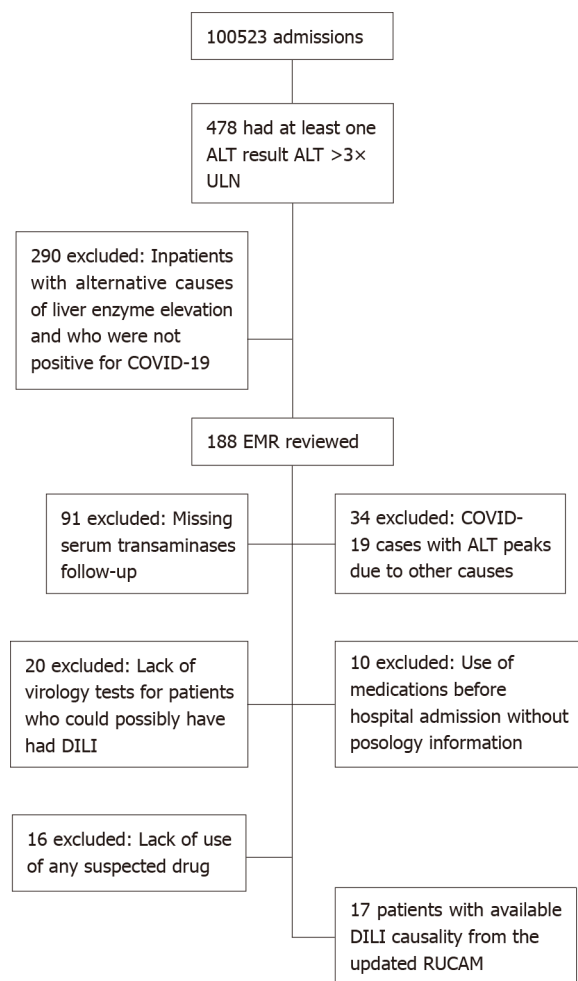 100523 admissions
478 had at least one
ALT result ALT >3×
ULN
290 excluded: Inpatients
with alternative causes
of liver enzyme elevation
and who were not
positive for COVID-19
188 EMR reviewed
91 excluded: Missing
serum transaminases
follow-up
34 excluded: COVID-
19 cases with ALT peaks
due to other causes
20 excluded: Lack of
virology tests for patients
who could possibly have
had DILI
10 excluded: Use of
medications before
hospital admission without
posology information
16 excluded: Lack of use
of any suspected drug
17 patients with available
DILI causality from the
updated RUCAM